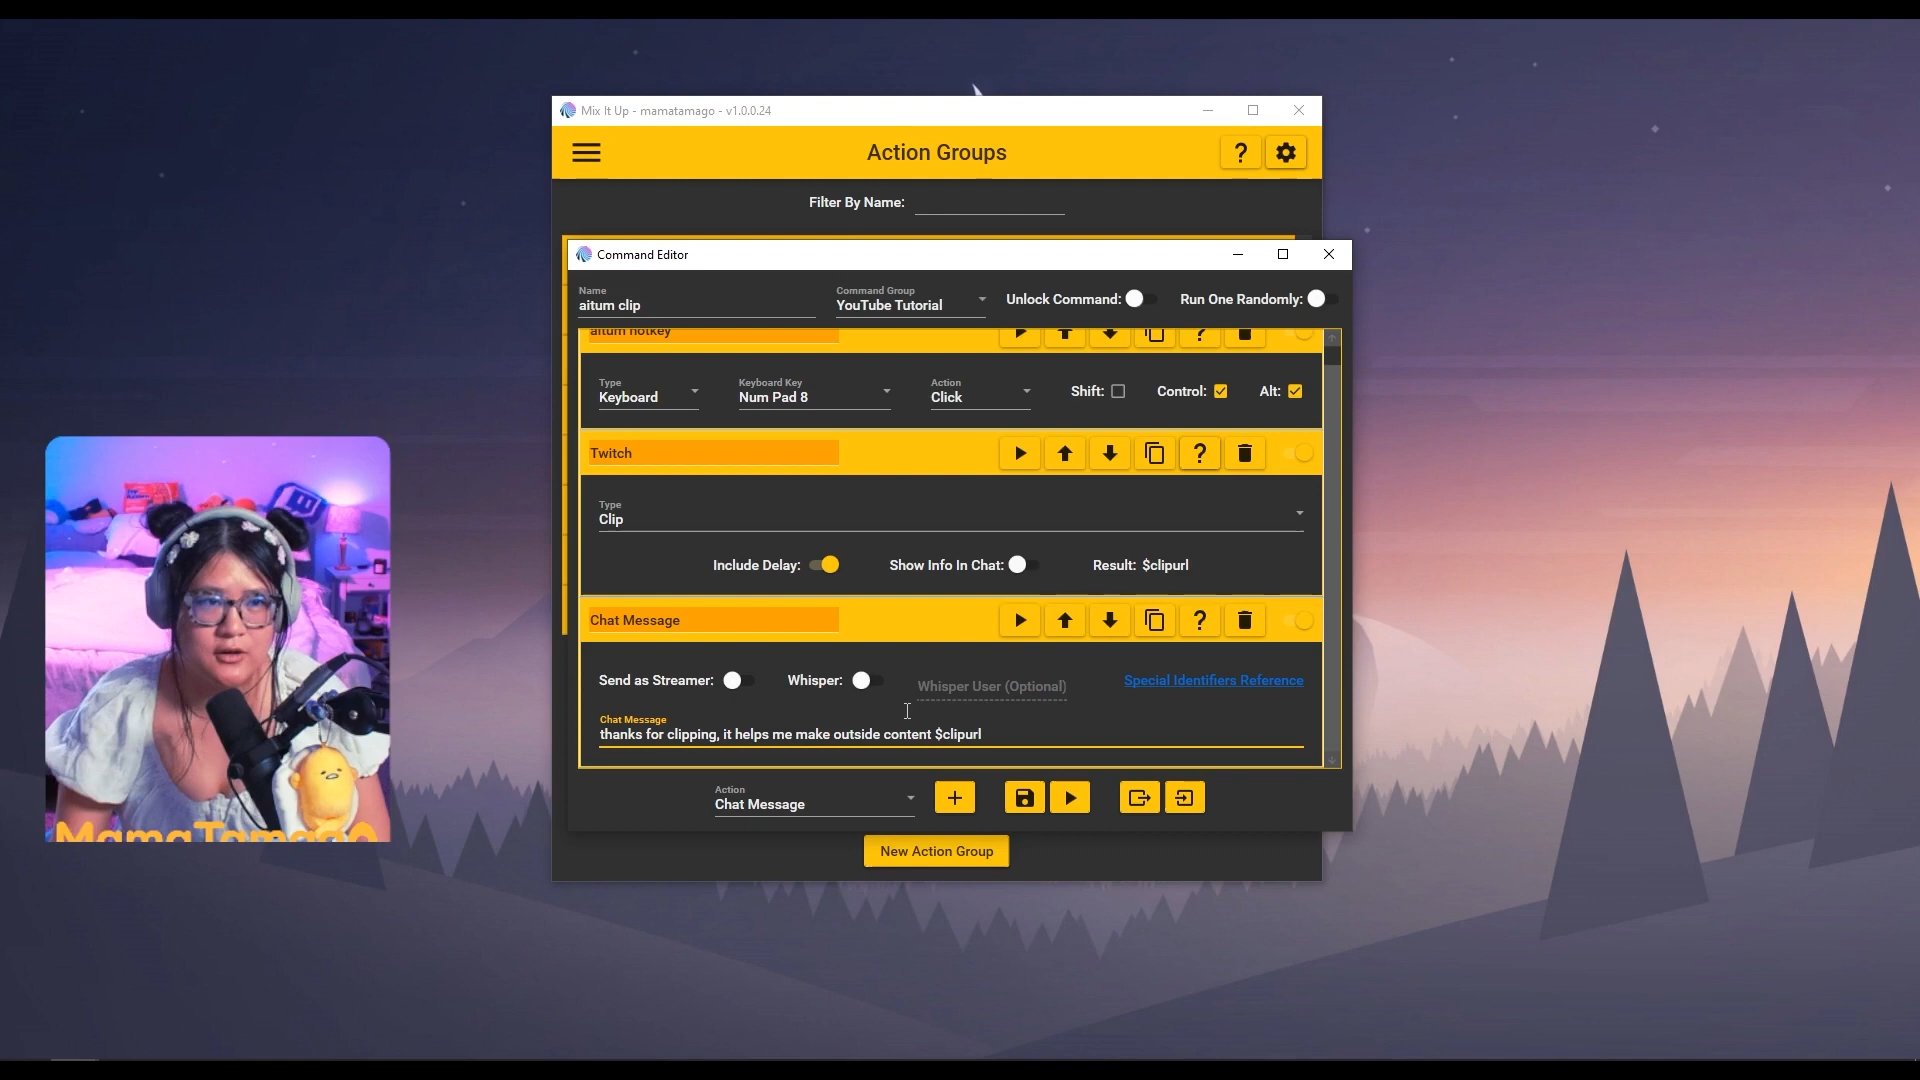 Mix It Up - mamatamago - v1.0.0.24
Action Groups
?
Filter By Name:
Command Editor
Name
aitum clip
Command Group
YouTube Tutorial
Unlock Command:
Run One Randomly:
aitum hotkey
?
Type
Keyboard
Keyboard Key
Num Pad 8
Action
Click
Shift:
Control:
Alt:
Twitch
?
Type
Clip
Include Delay:
Show Info In Chat:
Result: $clipurl
Chat Message
?
Send as Streamer:
Whisper:
Whisper User (Optional)
Special Identifiers Reference
Chat Message
thanks for clipping, it helps me make outside content $clipurl
Action
Chat Message
New Action Group
MamaTamagO